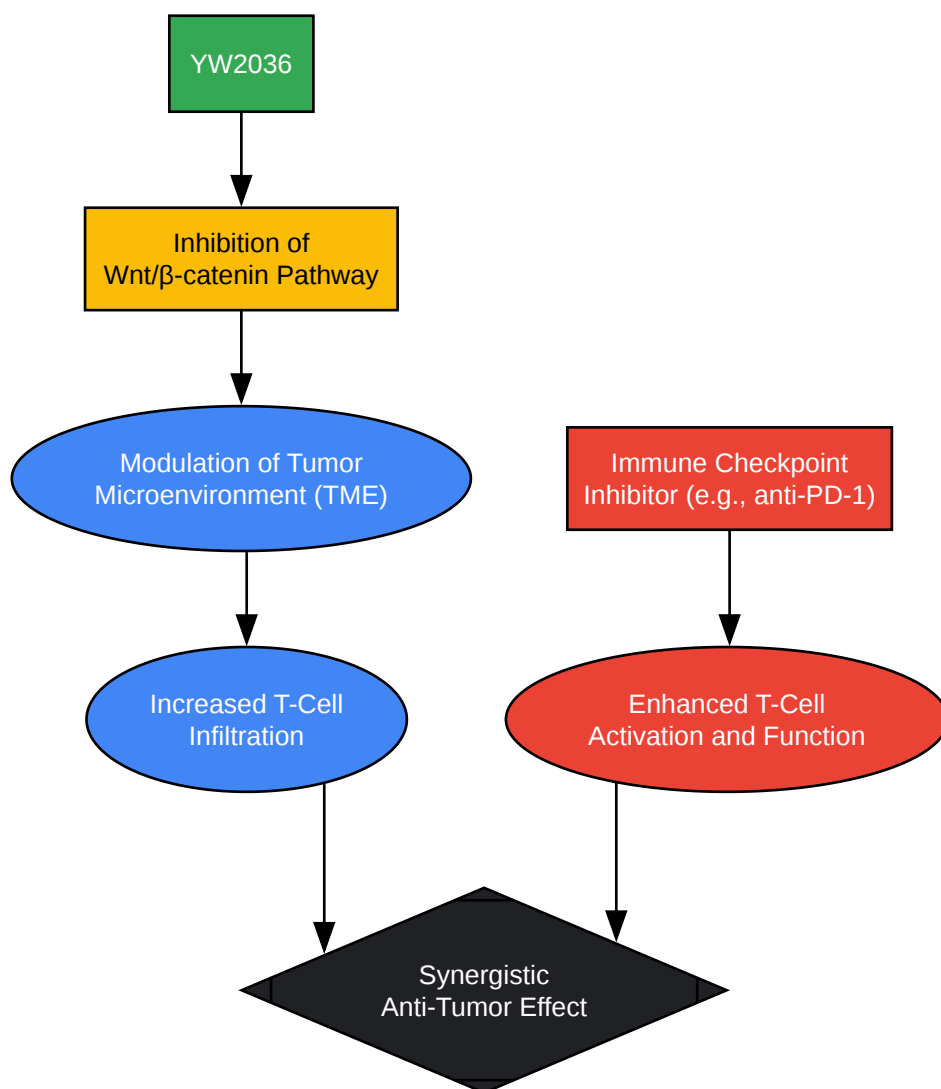 YW2036
Inhibition of
Wnt/β-catenin Pathway
Modulation of Tumor
Microenvironment (TME)
Immune Checkpoint
Inhibitor (e.g., anti-PD-1)
Increased T-Cell
Infiltration
Enhanced T-Cell
Activation and Function
Synergistic
Anti-Tumor Effect